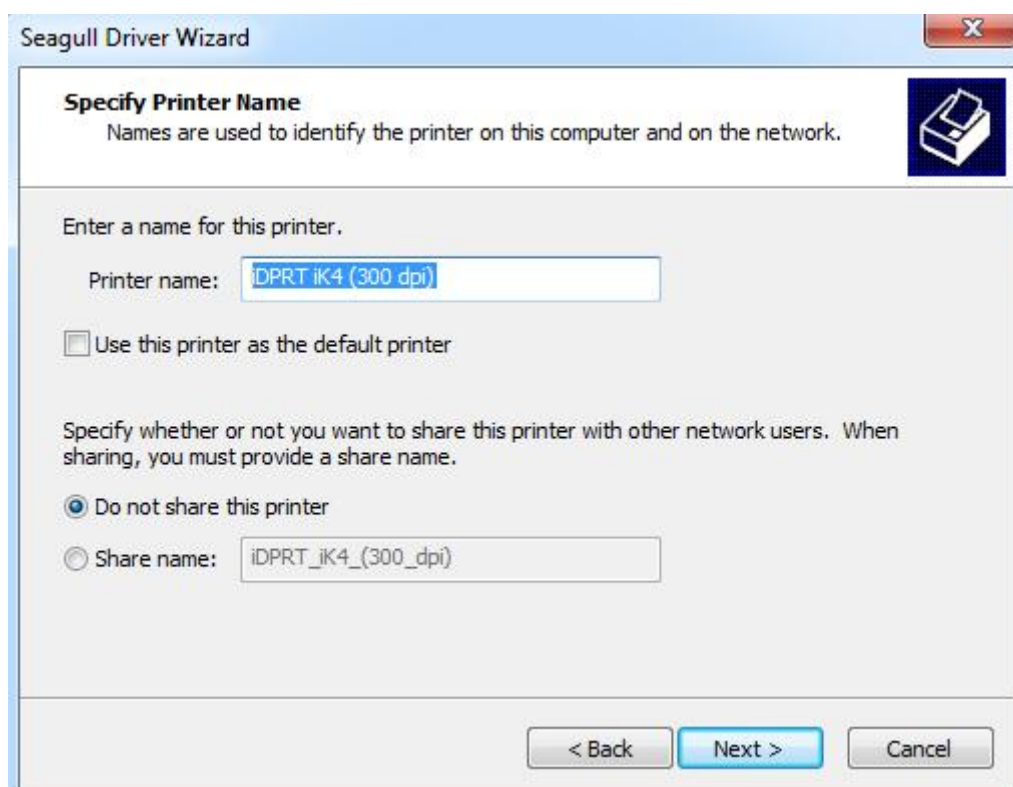 Seagull Driver Wizard
Specify Printer Name
Names are used to identify the printer on this computer and on the network.
Enter a name for this printer.
Printer name: iDPRT iK4 (300 dpi)
Use this printer as the default printer
Specify whether or not you want to share this printer with other network users. When
sharing, you must provide a share name.
Do not share this printer
Share name: iDPRT_iK4_(300_dpi)
< Back Next > Cancel